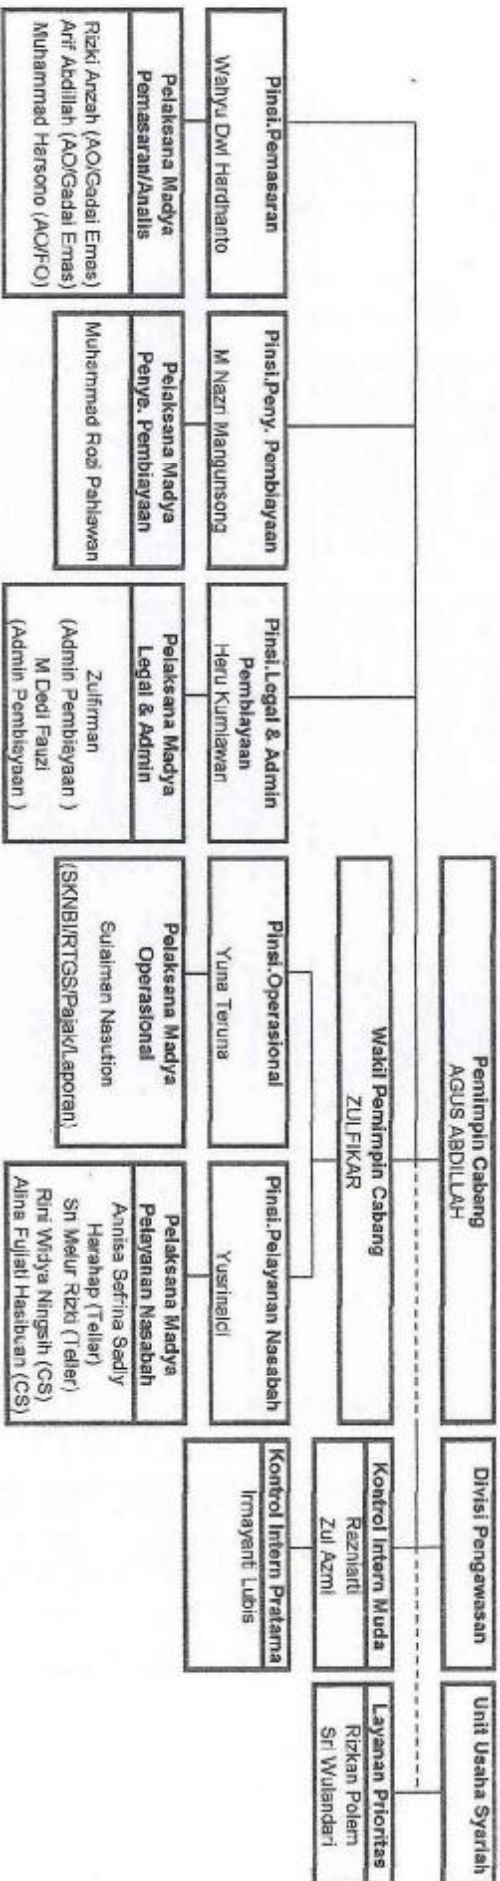 Pemimpin Cabang
AGUS ABDILLAH
Divisi Pengawasan
Unit Usaha Syariah
Wakil Pemimpin Cabang
ZULFIKAR
Kontrol Intern Muda
Razniarti
Zul Azmi
Layanan Prioritas
Rizkan Polem
Sri Wulandari
Pinsi.Pemasaran
Wahyu Dwi Hardhanto
Pinsi.Peny. Pembiayaan
M Nazri Mangunsong
Pinsi.Legal & Admin
Pembiayaan
Heru Kurniawan
Pinsi.Operasional
Yuna Teruna
Pinsi.Pelayanan Nasabah
Yusrinaldi
Kontrol Intern Pratama
Irmayanti Lubis
Pelaksana Madya
Pemasaran/Analis
Rizki Anzah (AO/Gadai Emas)
Arif Abdillah (AO/Gadai Emas)
Muhammad Harsono (AO/FO)
Pelaksana Madya
Penye. Pembiayaan
Muhammad Rozi Pahlawan
Pelaksana Madya
Legal & Admin
Zulfirman
(Admin Pembiayaan )
M Dedi Fauzi
(Admin Pembiayaan )
Pelaksana Madya
Operasional
Sulaiman Nasution
(SKNBI/RTGS/Pajak/Laporan)
Pelaksana Madya
Pelayanan Nasabah
Annisa Sefrina Sadly
Harahap (Teller)
Sri Melur Rizki (Teller)
Rini Widya Ningsih (CS)
Alina Fujiati Hasibuan (CS)